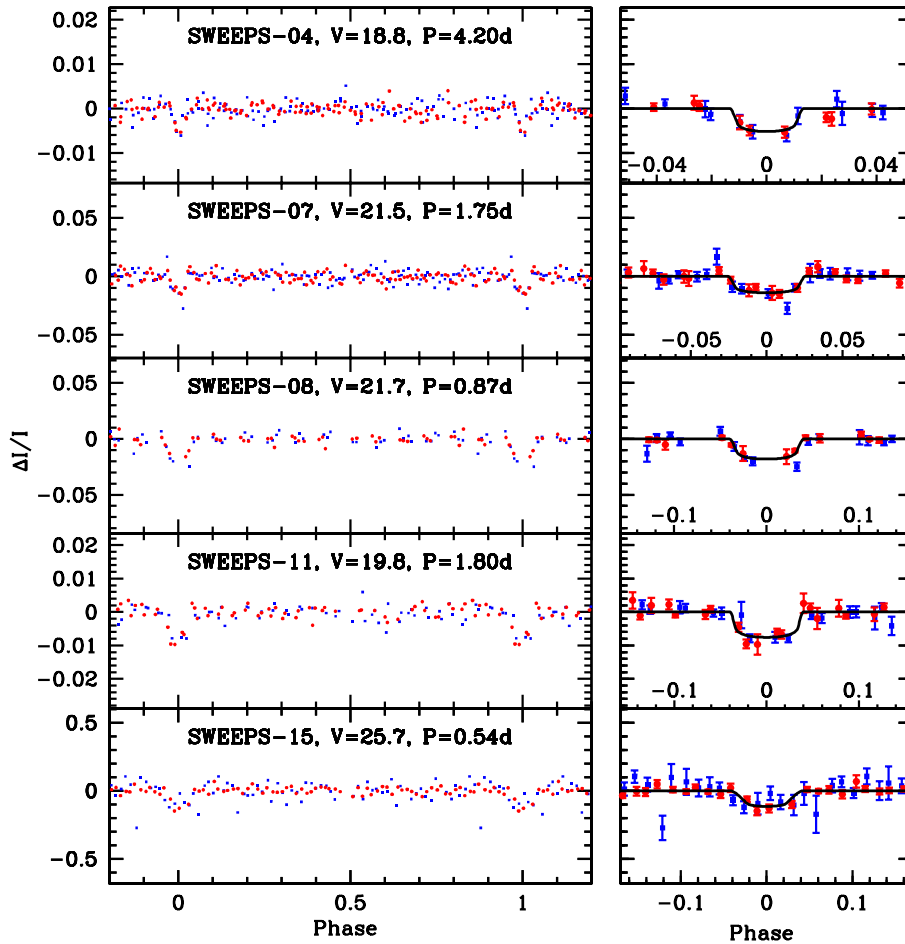 SWEEPS-04, V=18.8, P=4.20d
0.02
0.01
0
-0.01
-0.04 0 0.04
SWEEPS-07, V=21.5, P=1.75d
0.05
0
-0.05
-0.05 0 0.05
SWEEPS-08, V=21.7, P=0.87d
0.05
0
-0.05
-0.1 0 0.1
ΔI/I
SWEEPS-11, V=19.8, P=1.80d
0.02
0.01
0
-0.01
-0.02
-0.1 0 0.1
SWEEPS-15, V=25.7, P=0.54d
0.5
0
-0.5
0 0.5 1
-0.1 0 0.1
Phase
Phase